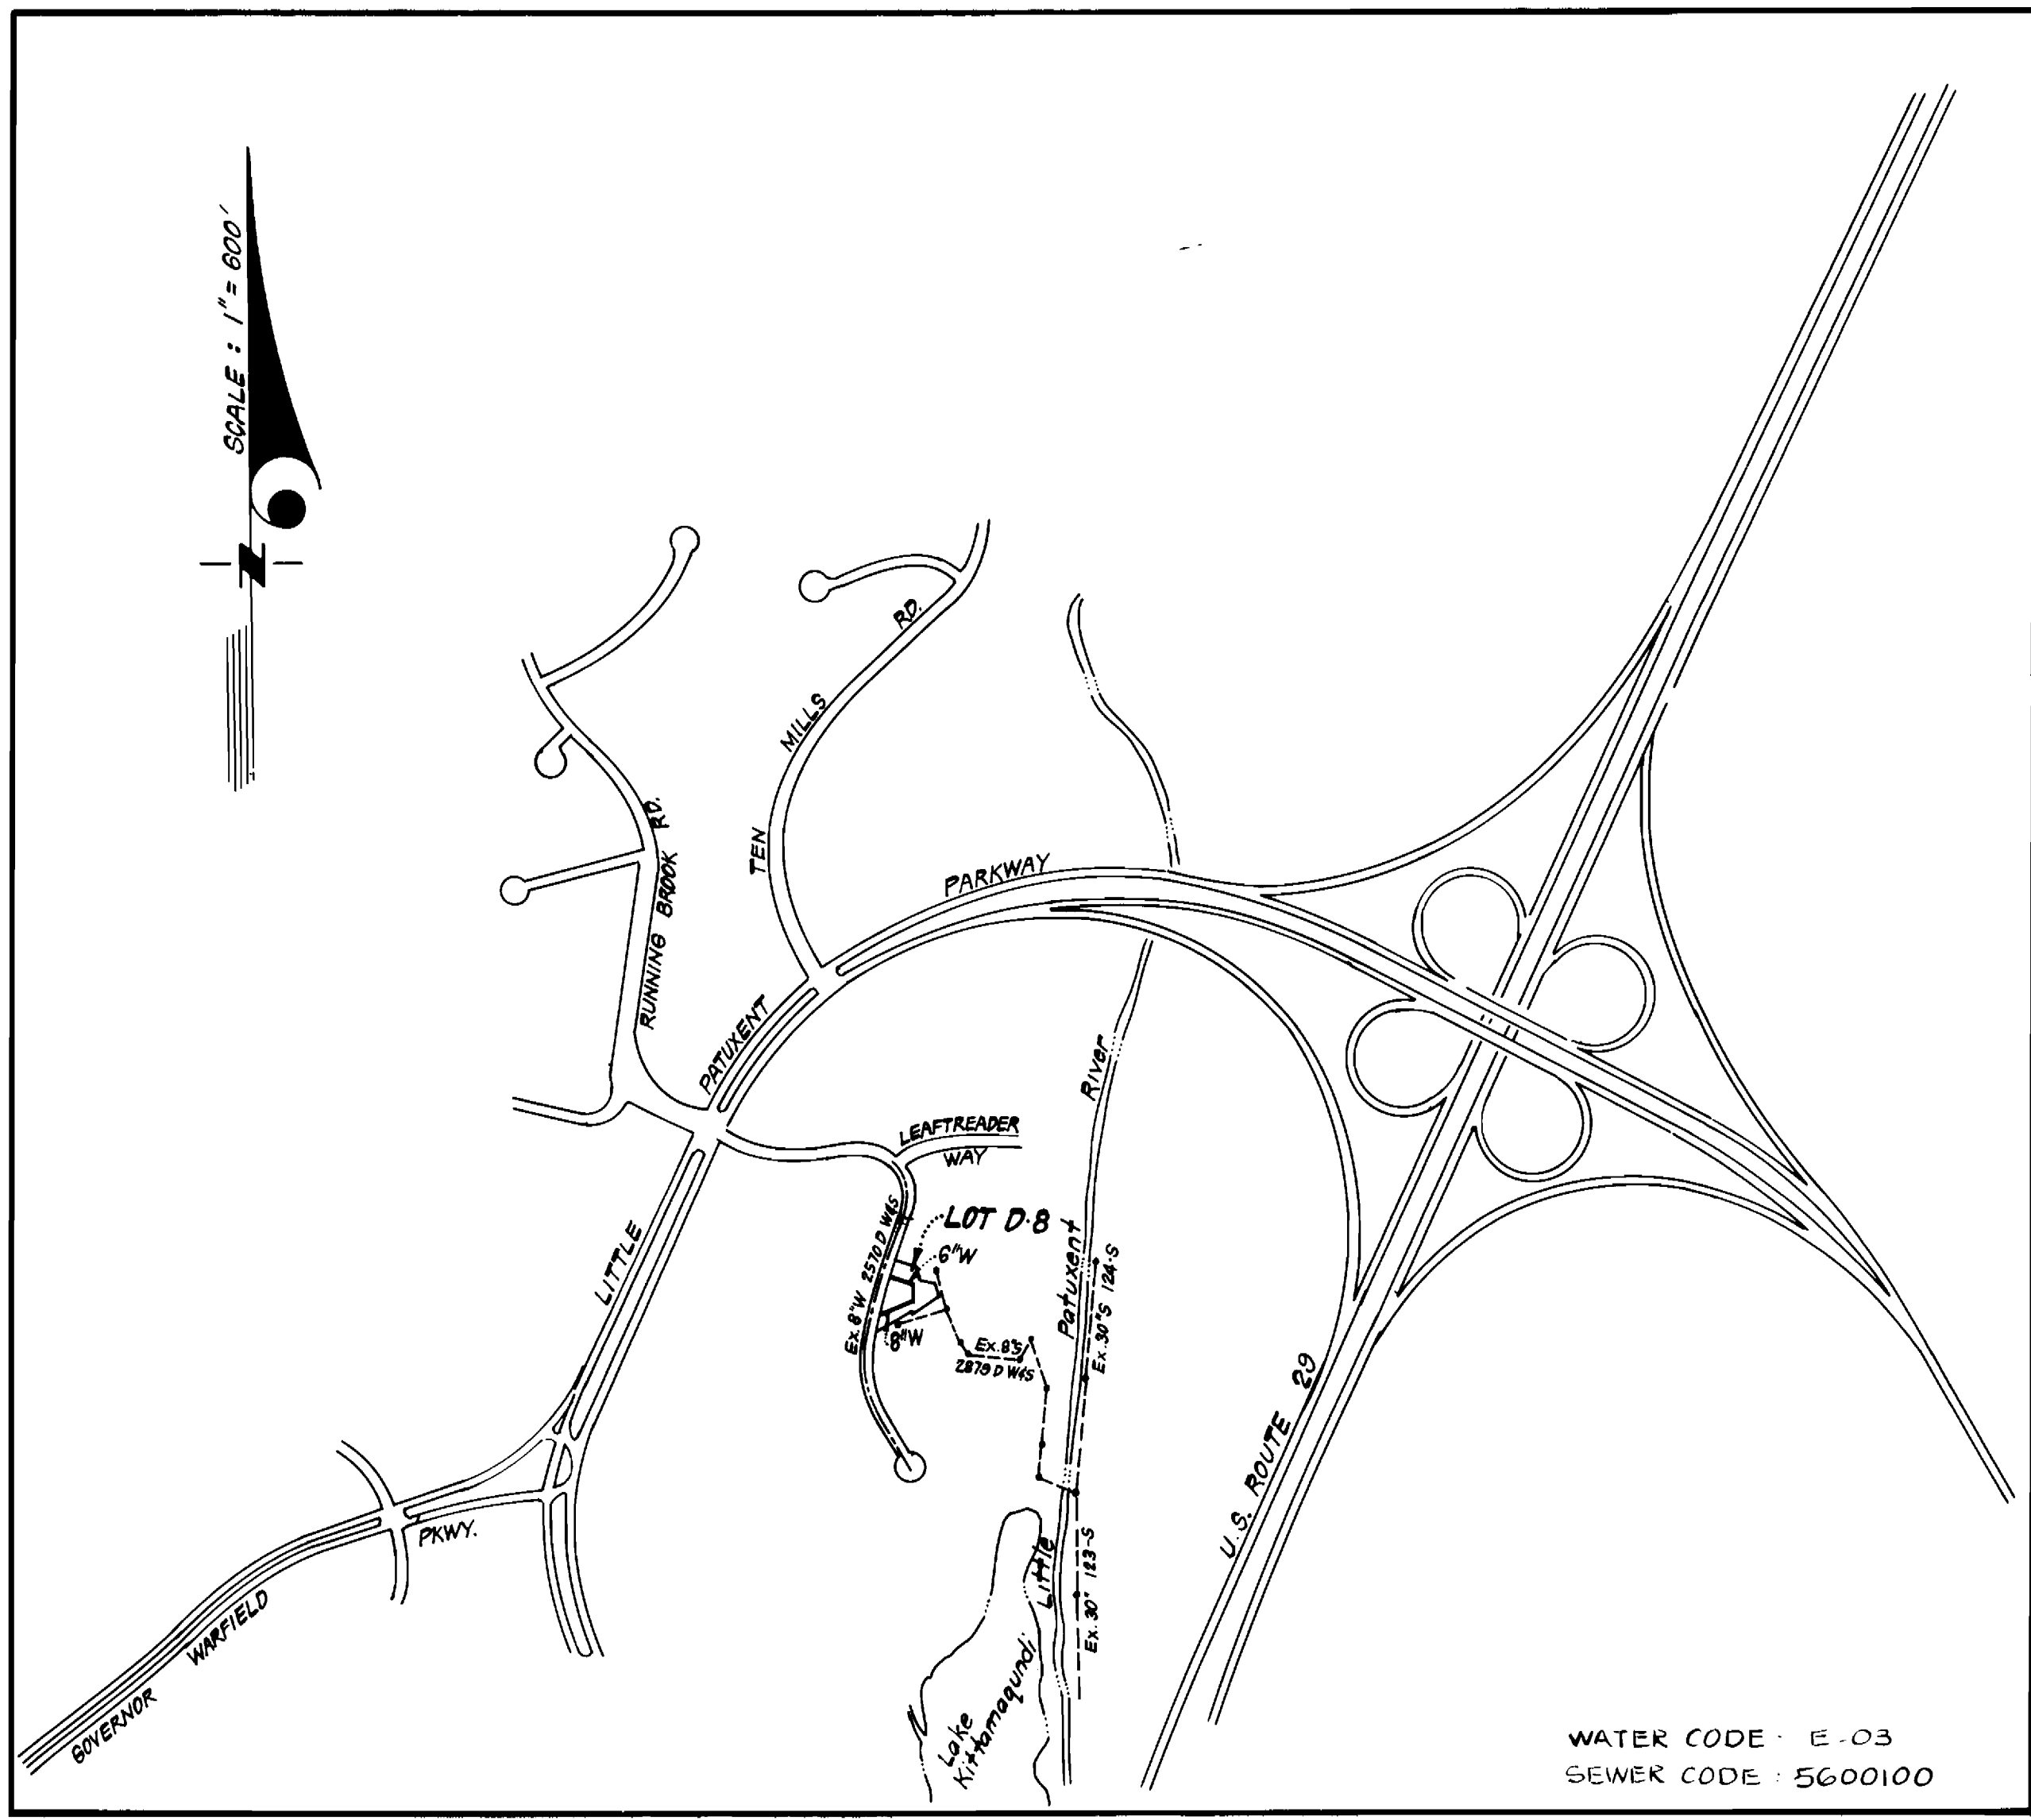 SCALE : 1" = 600'
N
RD.
MILLS
TEN
RD.
RUNNING BROOK
PARKWAY
PATUXENT
LITTLE
LEAFTREADER
WAY
River
Patuxent
Little
LOT D-8
6"W
8"W
Ex. 8"W 2570 D W&S
Ex. 8"S
2879 D W&S
Ex. 30"S 124-S
Ex. 30" 123-S
U.S. ROUTE 29
PKWY.
WARFIELD
GOVERNOR
Lake
Kittamaqundi
WATER CODE : E-03
SEWER CODE : 5600100